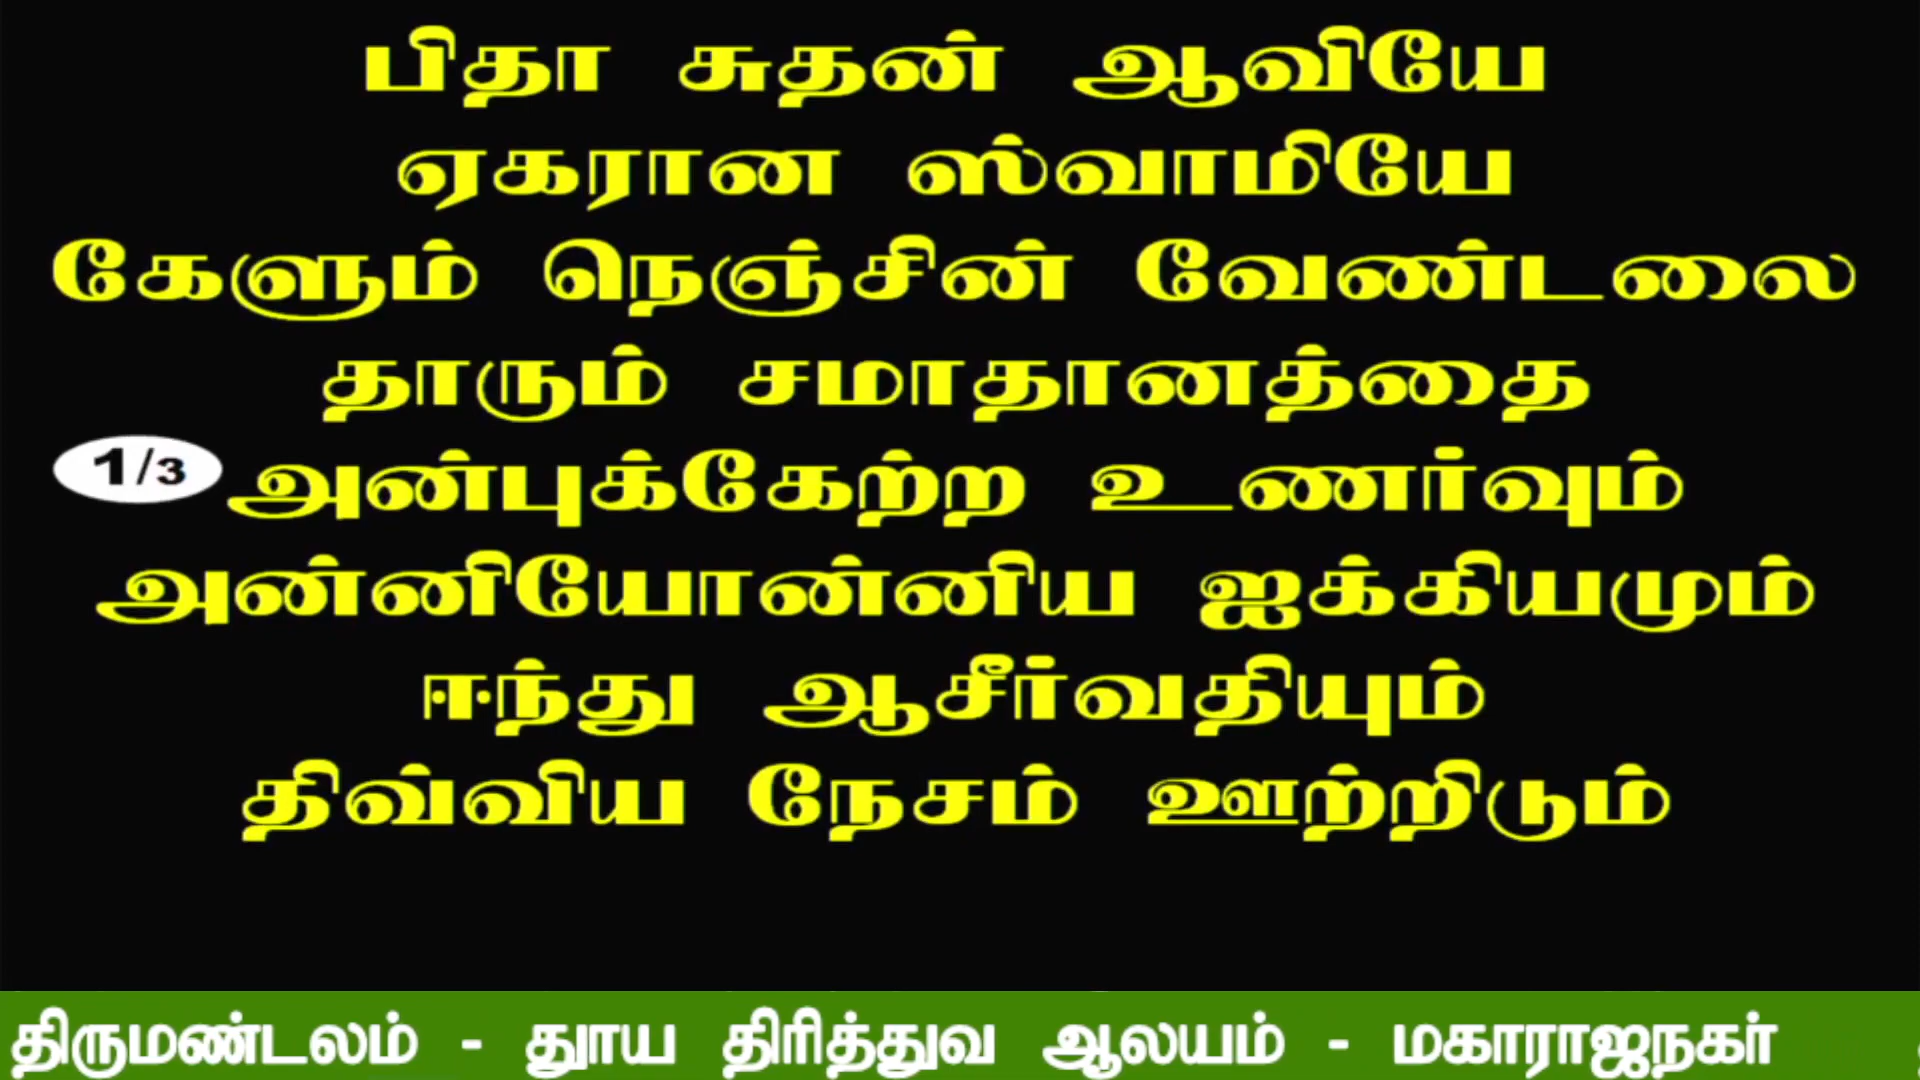 பிதா சுதன் ஆவியே
ஏகரான ஸ்வாமியே
கேளும் நெஞ்சின் வேண்டலை
தாரும் சமாதானத்தை
1/3 அன்புக்கேற்ற உணர்வும்
அன்னியோன்னிய ஐக்கியமும்
ஈந்து ஆசீர்வதியும்
திவ்விய நேசம் ஊற்றிடும்
திருமண்டலம் - தூய திரித்துவ ஆலயம் - மகாராஜநகர்